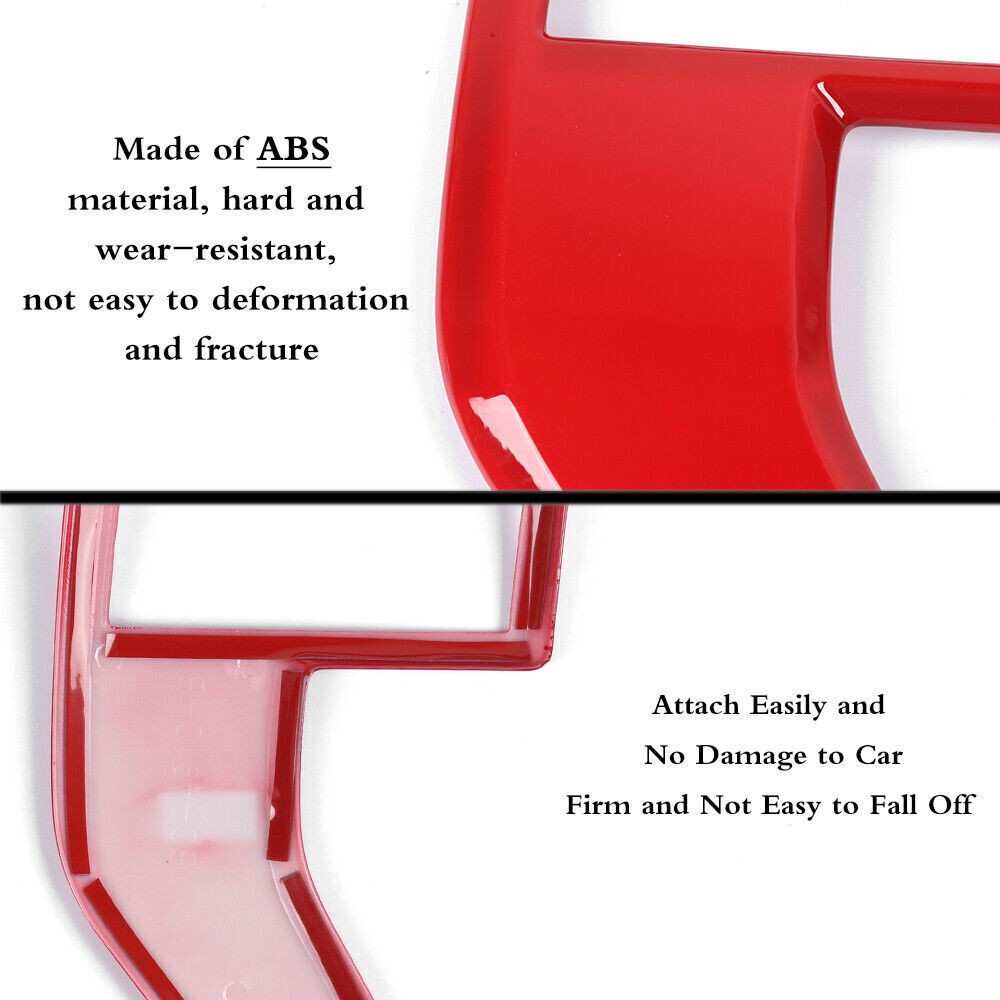 Made of ABS
material, hard and
wear-resistant,
not easy to deformation
and fracture
Attach Easily and
No Damage to Car
Firm and Not Easy to Fall Off